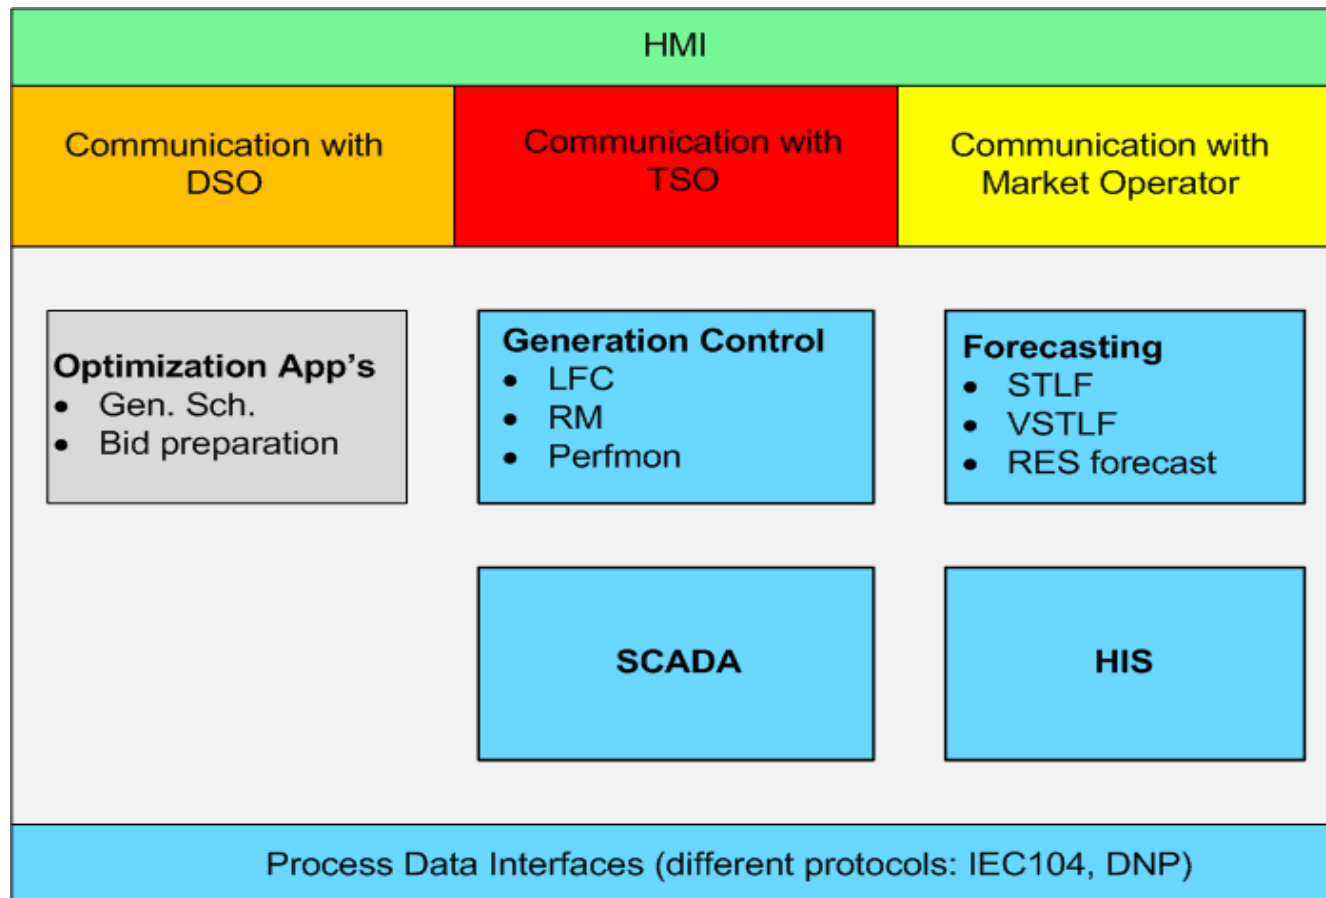 HMI
Communication with
DSO
Communication with
TSO
Communication with
Market Operator
Optimization App’s
• Gen. Sch.
• Bid preparation
Generation Control
• LFC
• RM
• Perfmon
Forecasting
• STLF
• VSTLF
• RES forecast
SCADA
HIS
Process Data Interfaces (different protocols: IEC104, DNP)